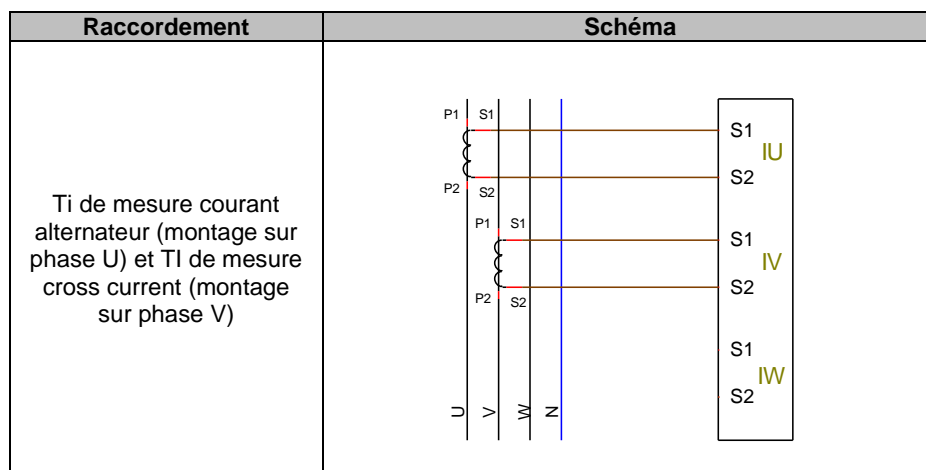 Raccordement
Schéma
Ti de mesure courant
alternateur (montage sur
phase U) et TI de mesure
cross current (montage
sur phase V)
P1 S1
S1
IU
P2 S2
S2
P1 S1
S1
IV
P2 S2
S2
S1
IW
S2
U V W N